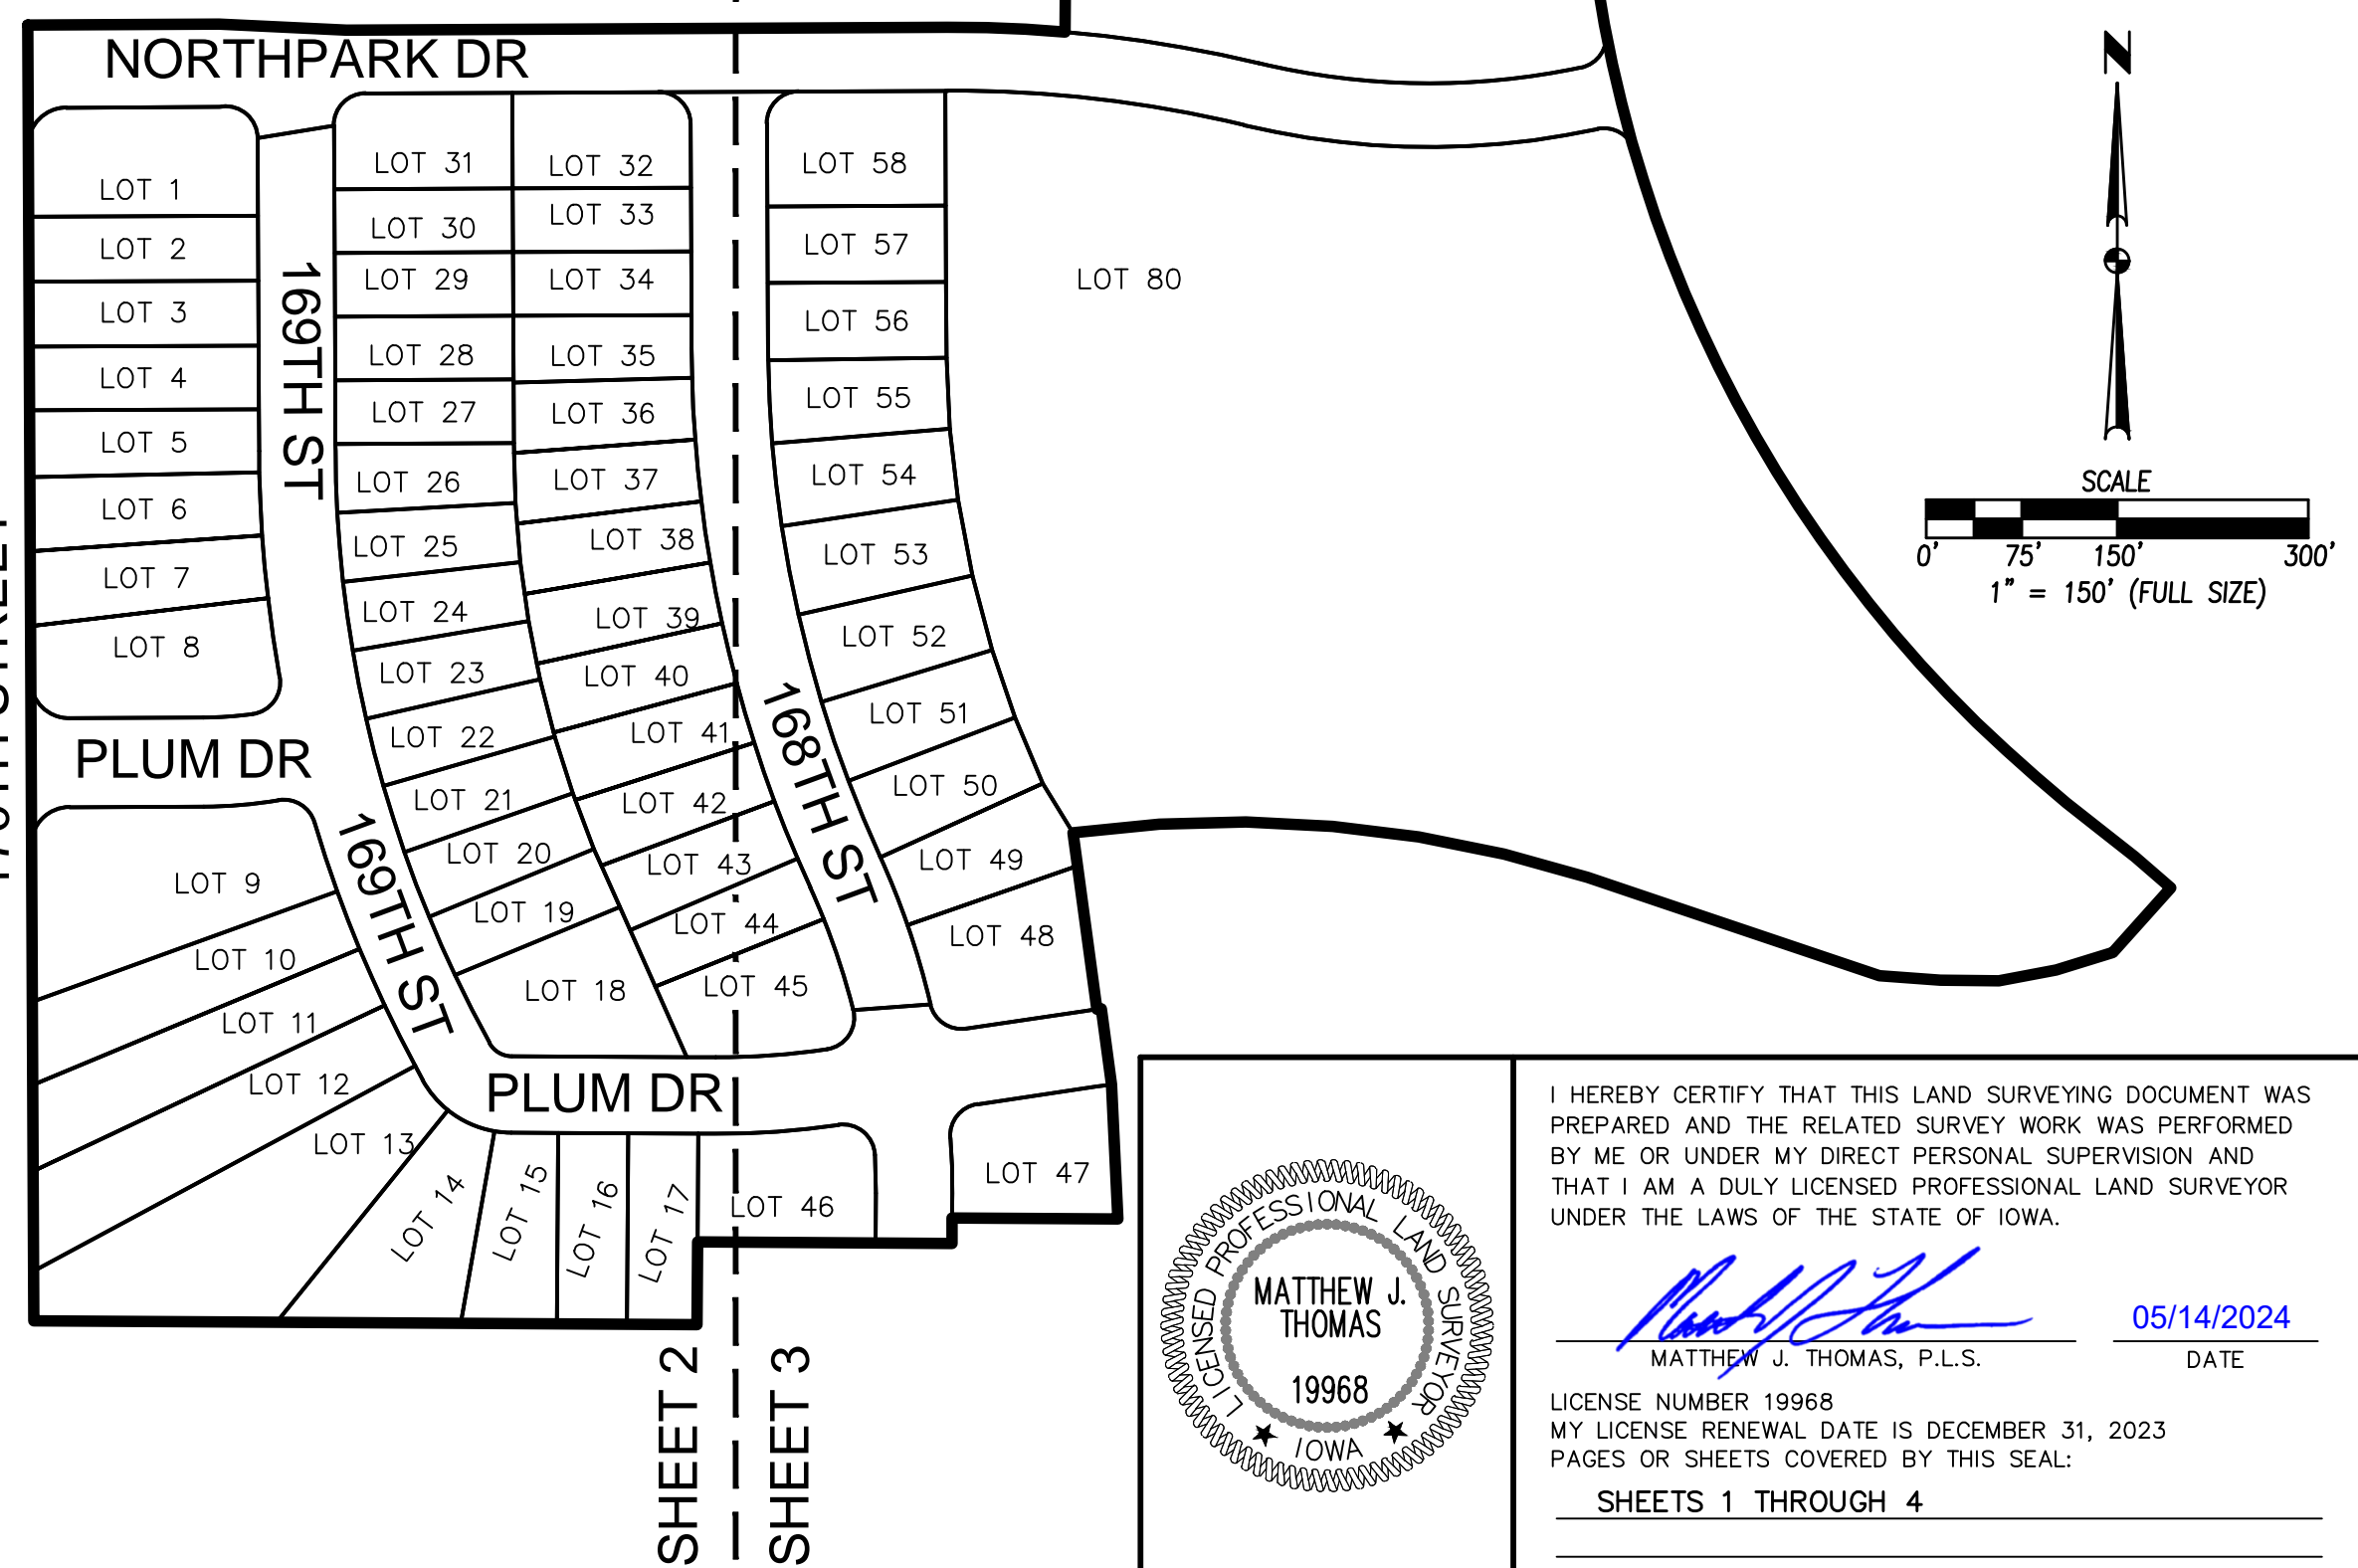 NORTHPARK DR
N
LOT 1
LOT 2
LOT 3
LOT 4
LOT 5
LOT 6
LOT 7
LOT 8
169TH ST
LOT 31
LOT 30
LOT 29
LOT 28
LOT 27
LOT 26
LOT 25
LOT 24
LOT 23
LOT 22
LOT 21
LOT 20
LOT 19
LOT 18
LOT 32
LOT 33
LOT 34
LOT 35
LOT 36
LOT 37
LOT 38
LOT 39
LOT 40
LOT 41
LOT 42
LOT 43
LOT 44
LOT 45
168TH ST
LOT 58
LOT 57
LOT 56
LOT 55
LOT 54
LOT 53
LOT 52
LOT 51
LOT 50
LOT 49
LOT 48
LOT 80
SCALE
0' 75' 150' 300'
1" = 150' (FULL SIZE)
PLUM DR
169TH ST
LOT 9
LOT 10
LOT 11
LOT 12
LOT 13
LOT 14
LOT 15
LOT 16
LOT 17
PLUM DR
LOT 46
LOT 47
SHEET 2
SHEET 3
LICENSED PROFESSIONAL LAND SURVEYOR
MATTHEW J.
THOMAS
19968
IOWA
I HEREBY CERTIFY THAT THIS LAND SURVEYING DOCUMENT WAS
PREPARED AND THE RELATED SURVEY WORK WAS PERFORMED
BY ME OR UNDER MY DIRECT PERSONAL SUPERVISION AND
THAT I AM A DULY LICENSED PROFESSIONAL LAND SURVEYOR
UNDER THE LAWS OF THE STATE OF IOWA.
05/14/2024
MATTHEW J. THOMAS, P.L.S.
DATE
LICENSE NUMBER 19968
MY LICENSE RENEWAL DATE IS DECEMBER 31, 2023
PAGES OR SHEETS COVERED BY THIS SEAL:
SHEETS 1 THROUGH 4